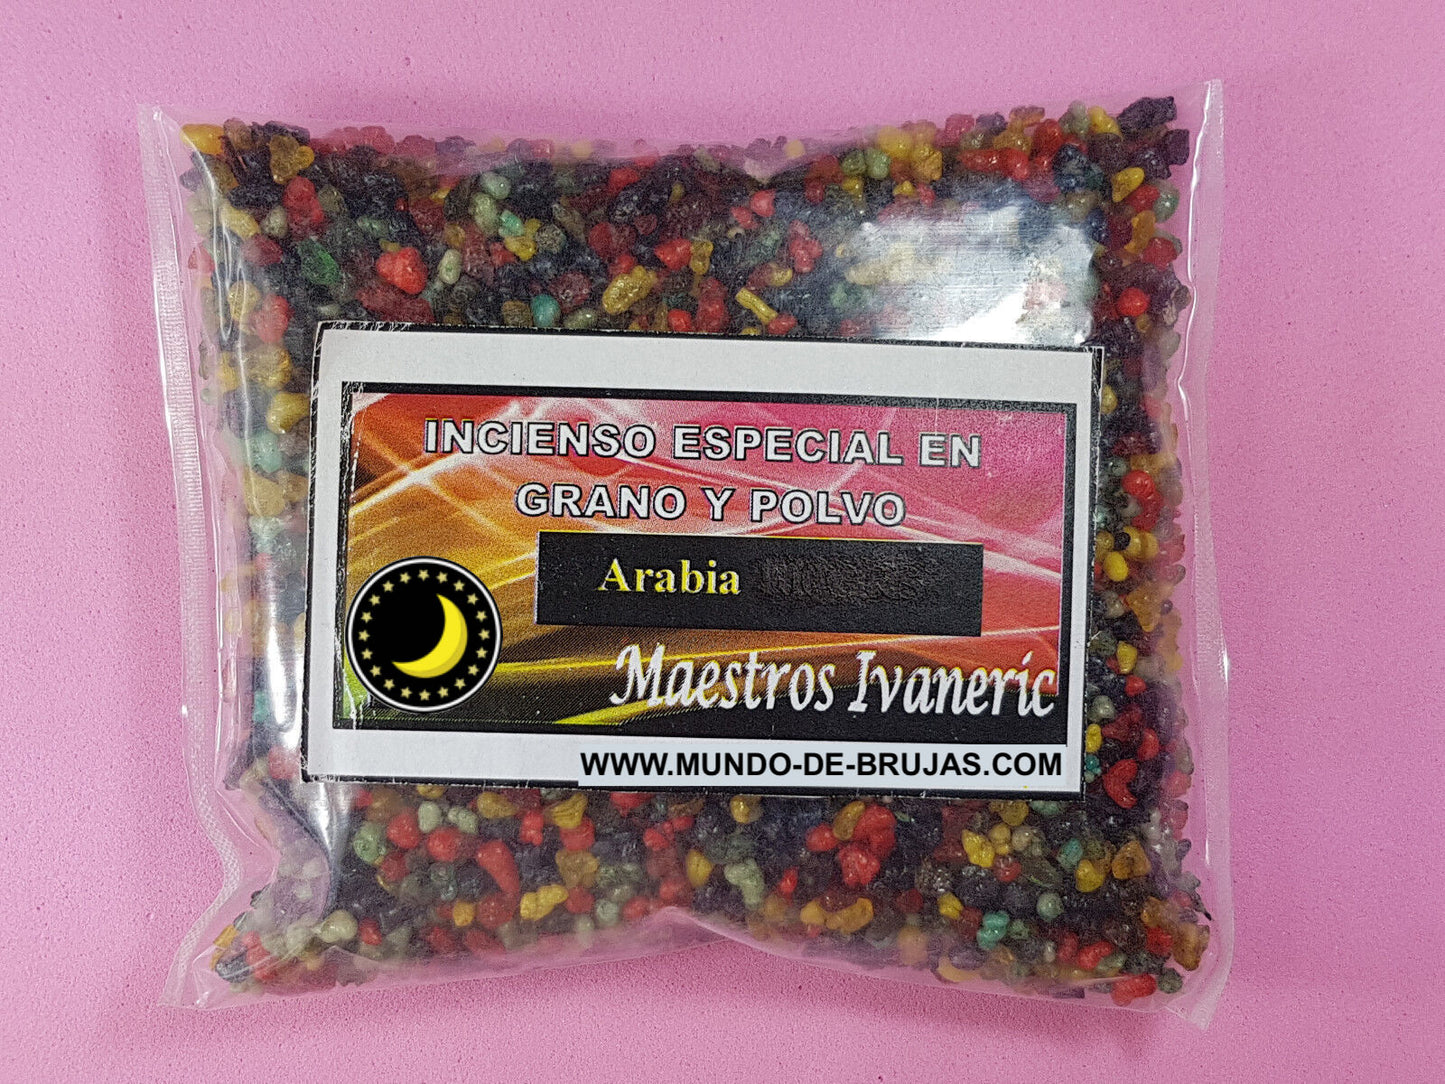 INCIENSO ESPECIAL EN
GRANO Y POLVO
Arabia
Maestros Ivaneric
WWW.MUNDO-DE-BRUJAS.COM